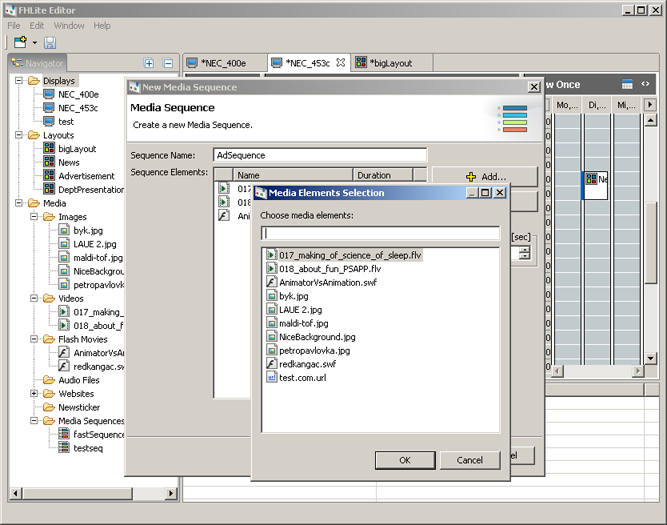 FHLite Editor
File Edit Window Help
Navigator
*NEC_400e
*NEC_453c
*bigLayout
Displays
NEC_400e
NEC_453c
test
Layouts
bigLayout
News
Advertisement
DeptPresentation
Media
Images
byk.jpg
LAUE 2.jpg
maldi-tof.jpg
NiceBackgrou
petropavlovk
Videos
017_making_
018_about_f
Flash Movies
AnimatorVsAn
redkangac.sw
Audio Files
Websites
Newsticker
Media Sequences
fastSequence
testseq
New Media Sequence
Media Sequence
Create a new Media Sequence.
Sequence Name:
AdSequence
Sequence Elements:
Name
Duration
Add...
017
018
Ani
[sec]
el
Media Elements Selection
Choose media elements:
017_making_of_science_of_sleep.flv
018_about_fun_PSAPP.flv
AnimatorVsAnimation.swf
byk.jpg
LAUE 2.jpg
maldi-tof.jpg
NiceBackground.jpg
petropavlovka.jpg
redkangac.swf
test.com.url
OK
Cancel
w Once
Mo,...
Di,...
Mi,...
Ne